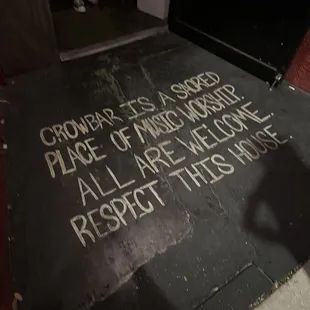 CROWBAR IS A SACRED
PLACE OF MUSIC WORSHIP.
ALL ARE WELCOME.
RESPECT THIS HOUSE.